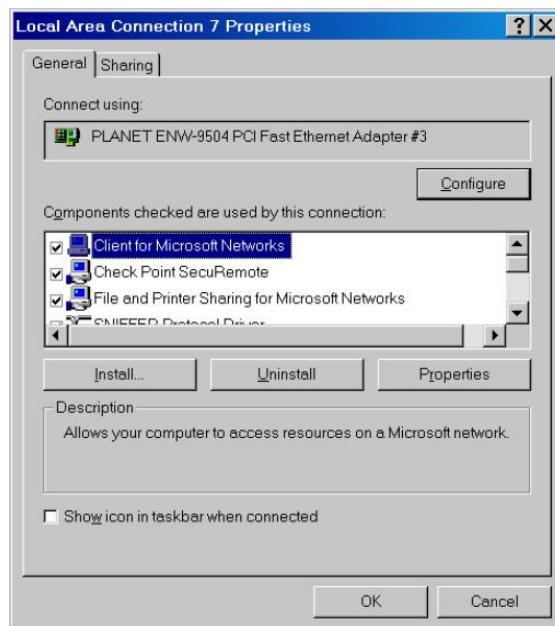 Local Area Connection 7 Properties
General Sharing
Connect using:
PLANET ENW-9504 PCI Fast Ethernet Adapter #3
Configure
Components checked are used by this connection:
Client for Microsoft Networks
Check Point SecuRemote
File and Printer Sharing for Microsoft Networks
SNIFFER Protocol Driver
Install... Uninstall Properties
Description
Allows your computer to access resources on a Microsoft network.
Show icon in taskbar when connected
OK Cancel